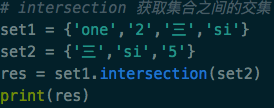 # intersection 获取集合之间的交集
set1 = {'one','2','三','si'}
set2 = {'三','si','5'}
res = set1.intersection(set2)
print(res)